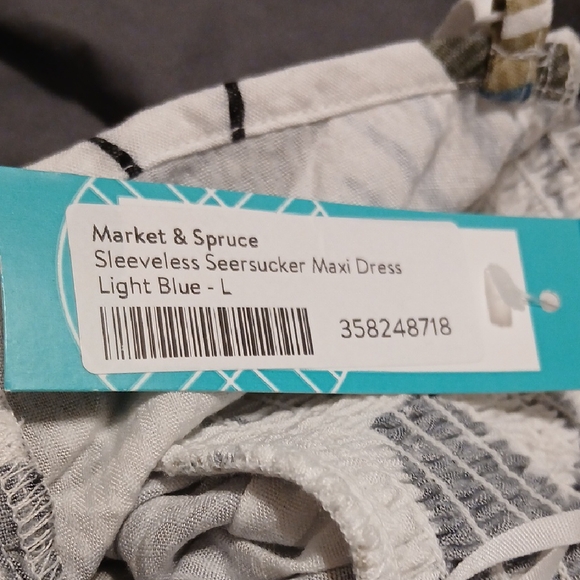 Market & Spruce
Sleeveless Seersucker Maxi Dress
Light Blue - L
358248718